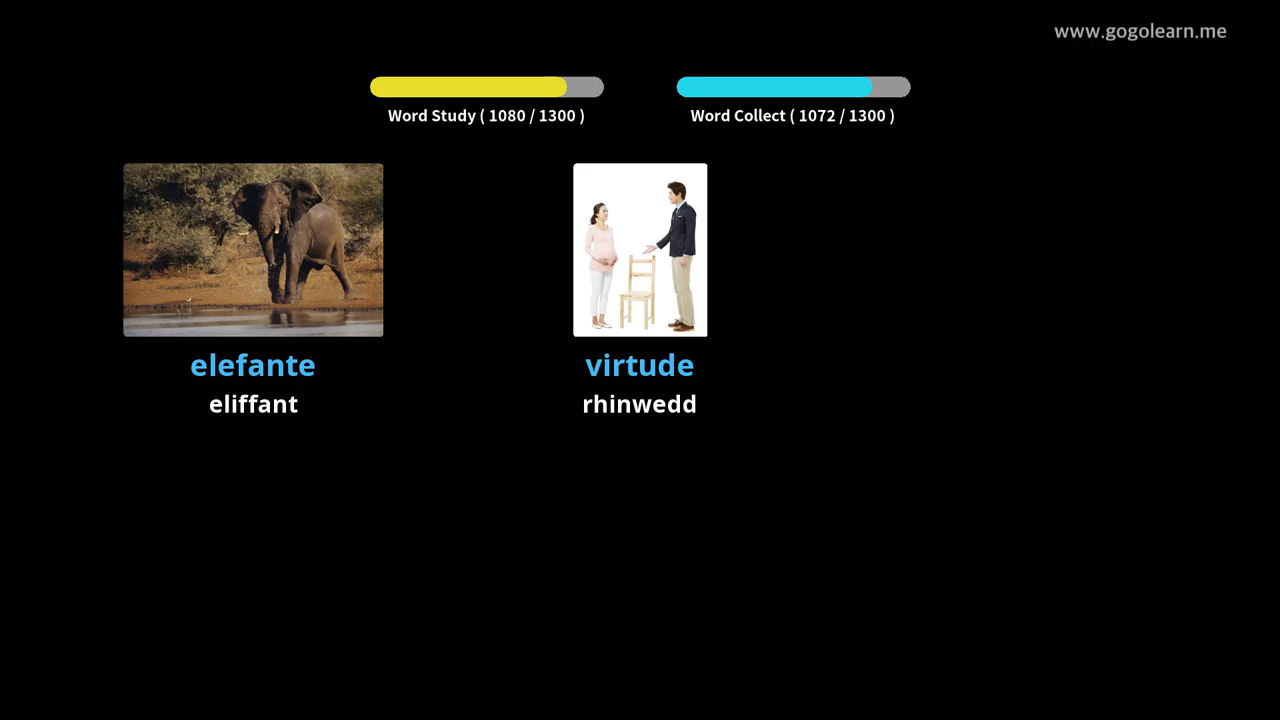 www.gogolearn.me
Word Study ( 1080 / 1300 )
Word Collect ( 1072 / 1300 )
elefante
eliffant
virtude
rhinwedd